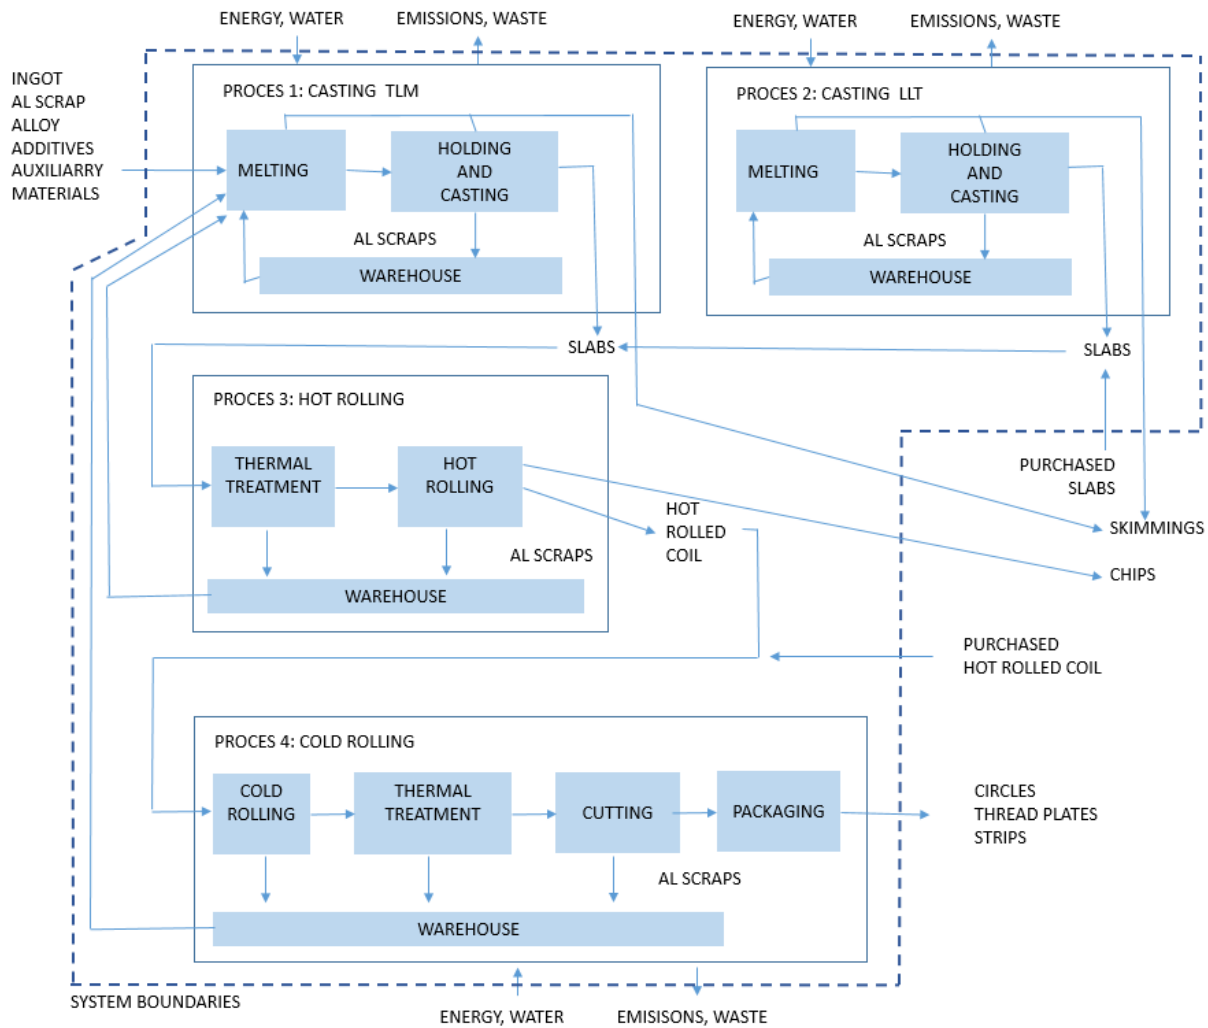 ENERGY, WATER
EMISSIONS, WASTE
ENERGY, WATER
EMISSIONS, WASTE
INGOT
AL SCRAP
ALLOY
ADDITIVES
AUXILIARRY
MATERIALS
PROCES 1: CASTING TLM
MELTING
HOLDING
AND
CASTING
AL SCRAPS
WAREHOUSE
PROCES 2: CASTING LLT
MELTING
HOLDING
AND
CASTING
AL SCRAPS
WAREHOUSE
SLABS
SLABS
PROCES 3: HOT ROLLING
THERMAL
TREATMENT
HOT
ROLLING
AL SCRAPS
WAREHOUSE
HOT
ROLLED
COIL
PURCHASED
SLABS
SKIMMINGS
CHIPS
PURCHASED
HOT ROLLED COIL
PROCES 4: COLD ROLLING
COLD
ROLLING
THERMAL
TREATMENT
CUTTING
PACKAGING
AL SCRAPS
WAREHOUSE
CIRCLES
THREAD PLATES
STRIPS
SYSTEM BOUNDARIES
ENERGY, WATER
EMISISONS, WASTE